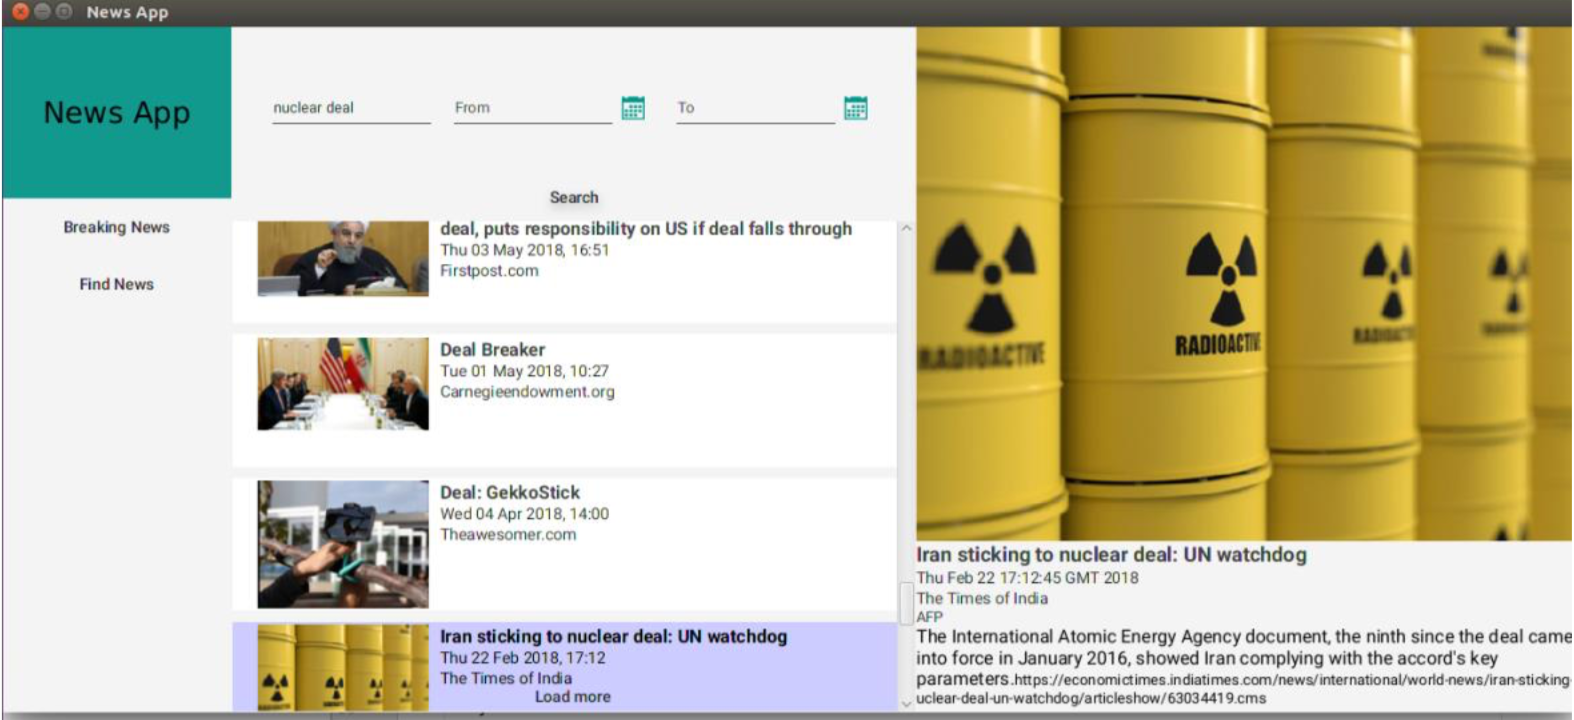 News App
News App
nuclear deal
From
To
Search
Breaking News
Find News
deal, puts responsibility on US if deal falls through
Thu 03 May 2018, 16:51
Firstpost.com
Deal Breaker
Tue 01 May 2018, 10:27
Carnegieendowment.org
Deal: GekkoStick
Wed 04 Apr 2018, 14:00
Theawesomer.com
Iran sticking to nuclear deal: UN watchdog
Thu 22 Feb 2018, 17:12
The Times of India
Load more
RADIOACTIVE
RADIOACTIV
Iran sticking to nuclear deal: UN watchdog
Thu Feb 22 17:12:45 GMT 2018
The Times of India
AFP
The International Atomic Energy Agency document, the ninth since the deal came
into force in January 2016, showed Iran complying with the accord's key
parameters.https://economictimes.indiatimes.com/news/international/world-news/iran-sticking-
uclear-deal-un-watchdog/articleshow/63034419.cms